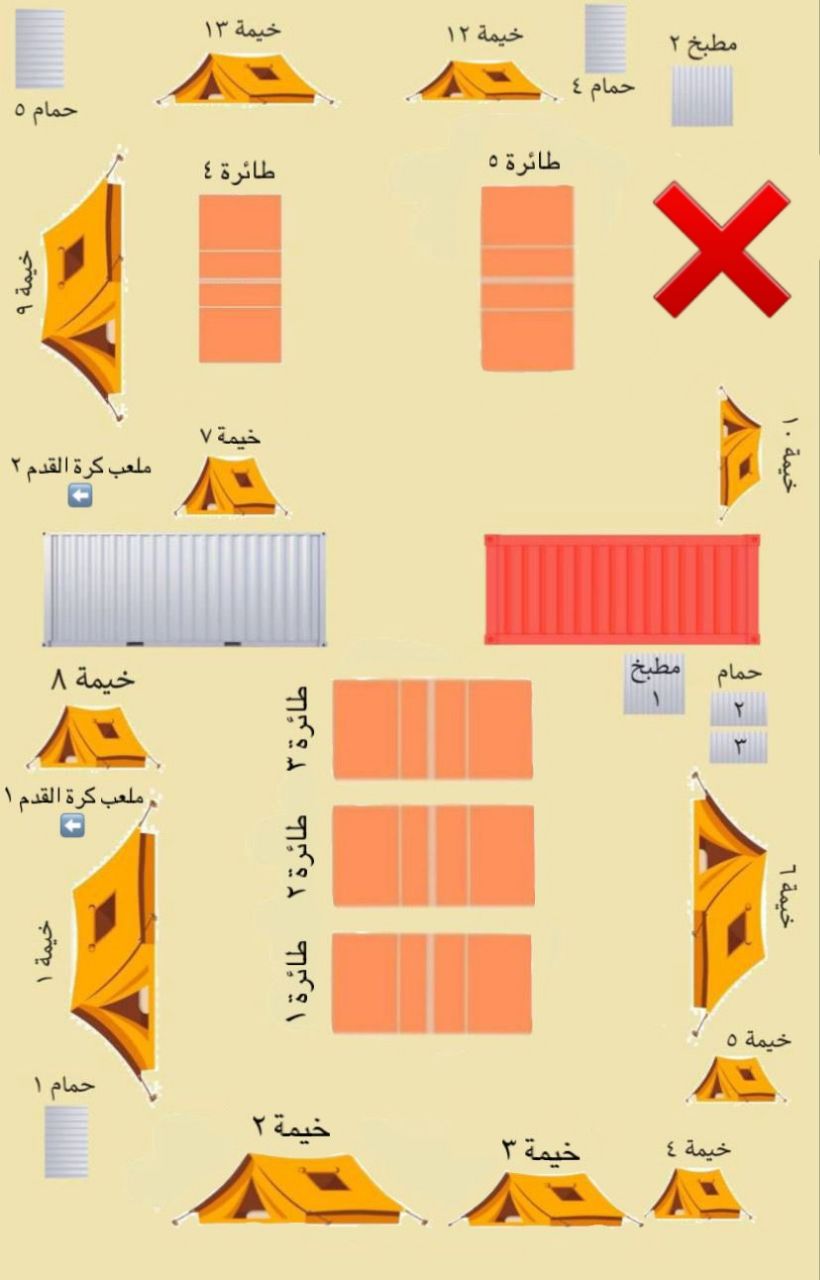 خيمة ١٣
خيمة ١٢
مطبخ ٢
حمام ٤
حمام ٥
طائرة ٥
طائرة ٤
خيمة ٩
خيمة ١٠
خيمة ٧
ملعب كرة القدم ٢
مطبخ
١
حمام
٢
٣
خيمة ٨
طائرة ٣
ملعب كرة القدم ١
طائرة ٢
خيمة ٦
خيمة ١
طائرة ١
خيمة ٥
حمام ١
خيمة ٢
خيمة ٣
خيمة ٤